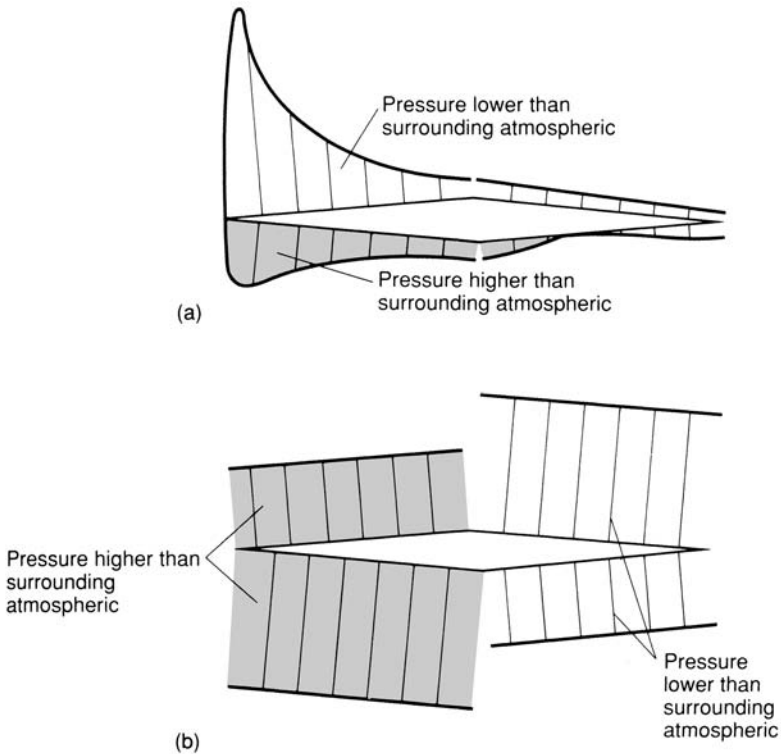 Pressure lower than
surrounding atmospheric
Pressure higher than
surrounding atmospheric
(a)
Pressure higher than
surrounding
atmospheric
Pressure
lower than
surrounding
atmospheric
(b)